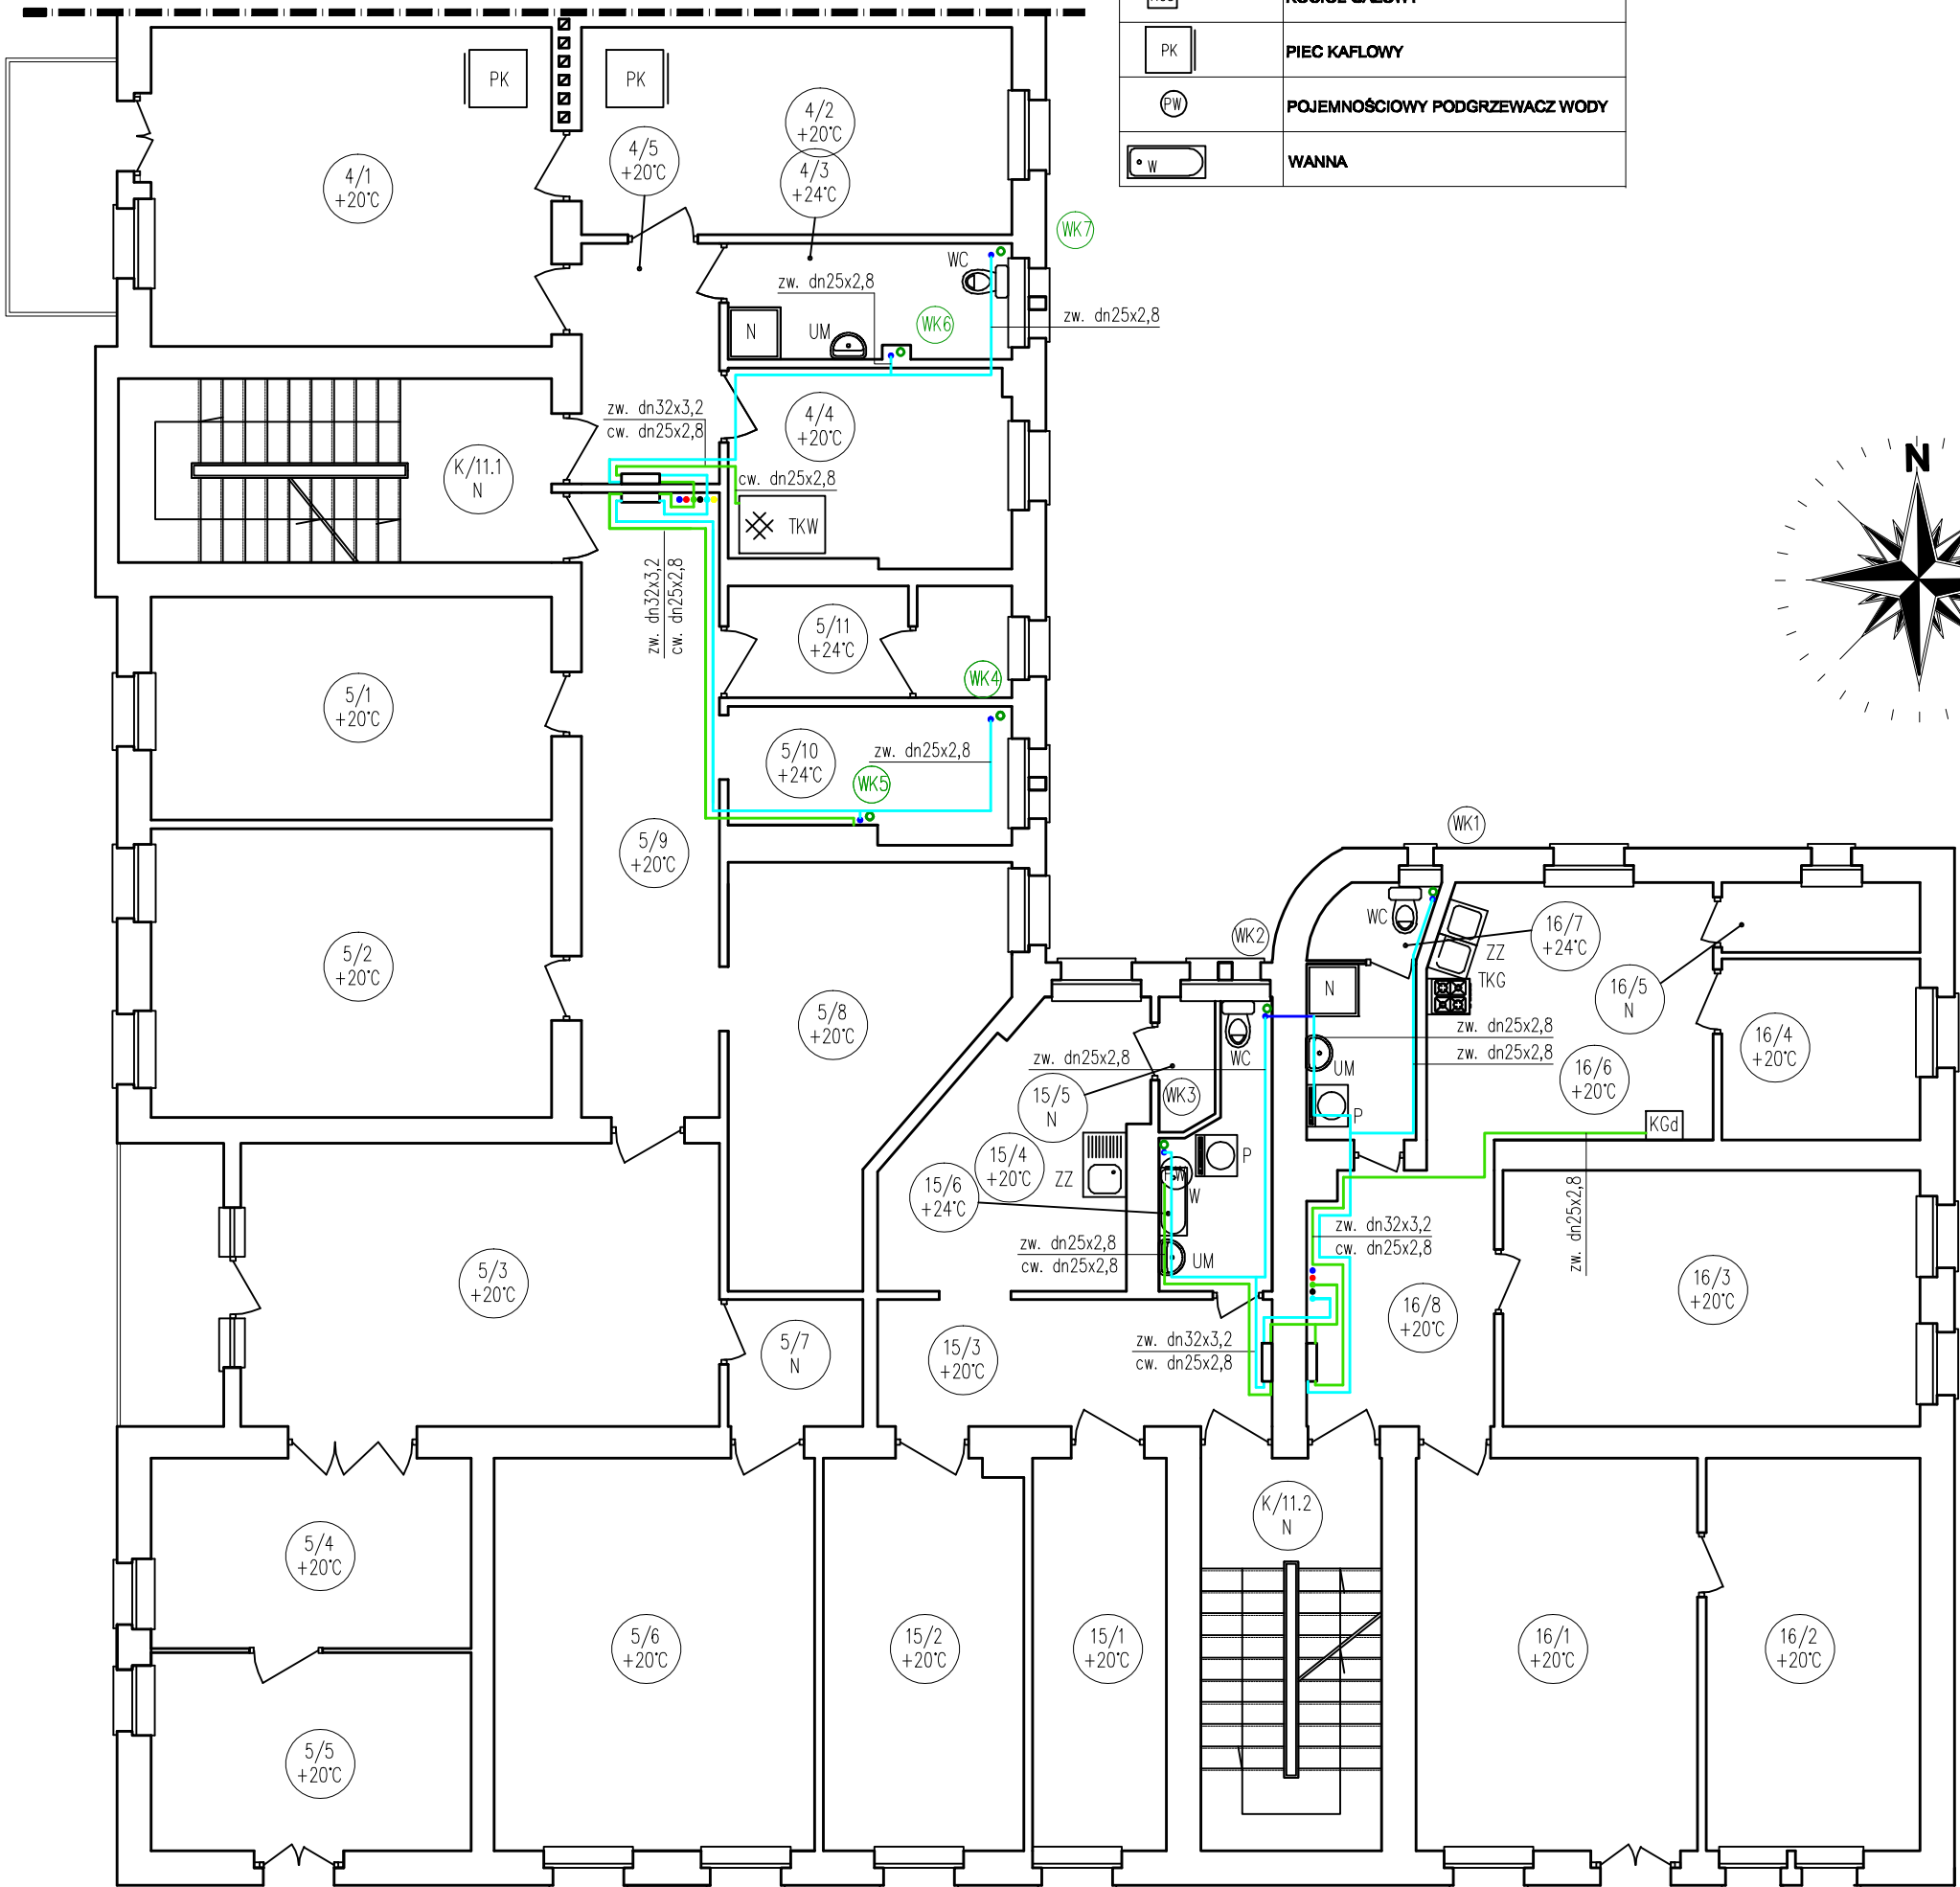 PK
PIEC KAFLOWY
PW
POJEMNOŚCIOWY PODGRZEWACZ WODY
W
WANNA
PK
PK
4/1
+20°C
4/5
+20°C
4/2
+20°C
4/3
+24°C
WK7
WC
zw. dn25x2,8
zw. dn25x2,8
N
UM
WK6
zw. dn32x3,2
cw. dn25x2,8
4/4
+20°C
K/11.1
N
cw. dn25x2,8
TKW
N
zw. dn32x3,2
cw. dn25x2,8
5/11
+24°C
WK4
5/1
+20°C
5/10
+24°C
zw. dn25x2,8
WK5
5/9
+20°C
WK1
5/2
+20°C
5/8
+20°C
WK2
WC
16/7
+24°C
ZZ
TKG
16/5
N
N
zw. dn25x2,8
zw. dn25x2,8
16/4
+20°C
16/6
+20°C
UM
P
KGd
zw. dn25x2,8
WC
15/5
N
WK3
15/4
+20°C
ZZ
P
15/6
+24°C
W
zw. dn25x2,8
cw. dn25x2,8
UM
zw. dn32x3,2
cw. dn25x2,8
zw. dn25x2,8
5/3
+20°C
16/3
+20°C
16/8
+20°C
5/7
N
15/3
+20°C
zw. dn32x3,2
cw. dn25x2,8
K/11.2
N
5/4
+20°C
5/6
+20°C
15/2
+20°C
15/1
+20°C
16/1
+20°C
16/2
+20°C
5/5
+20°C